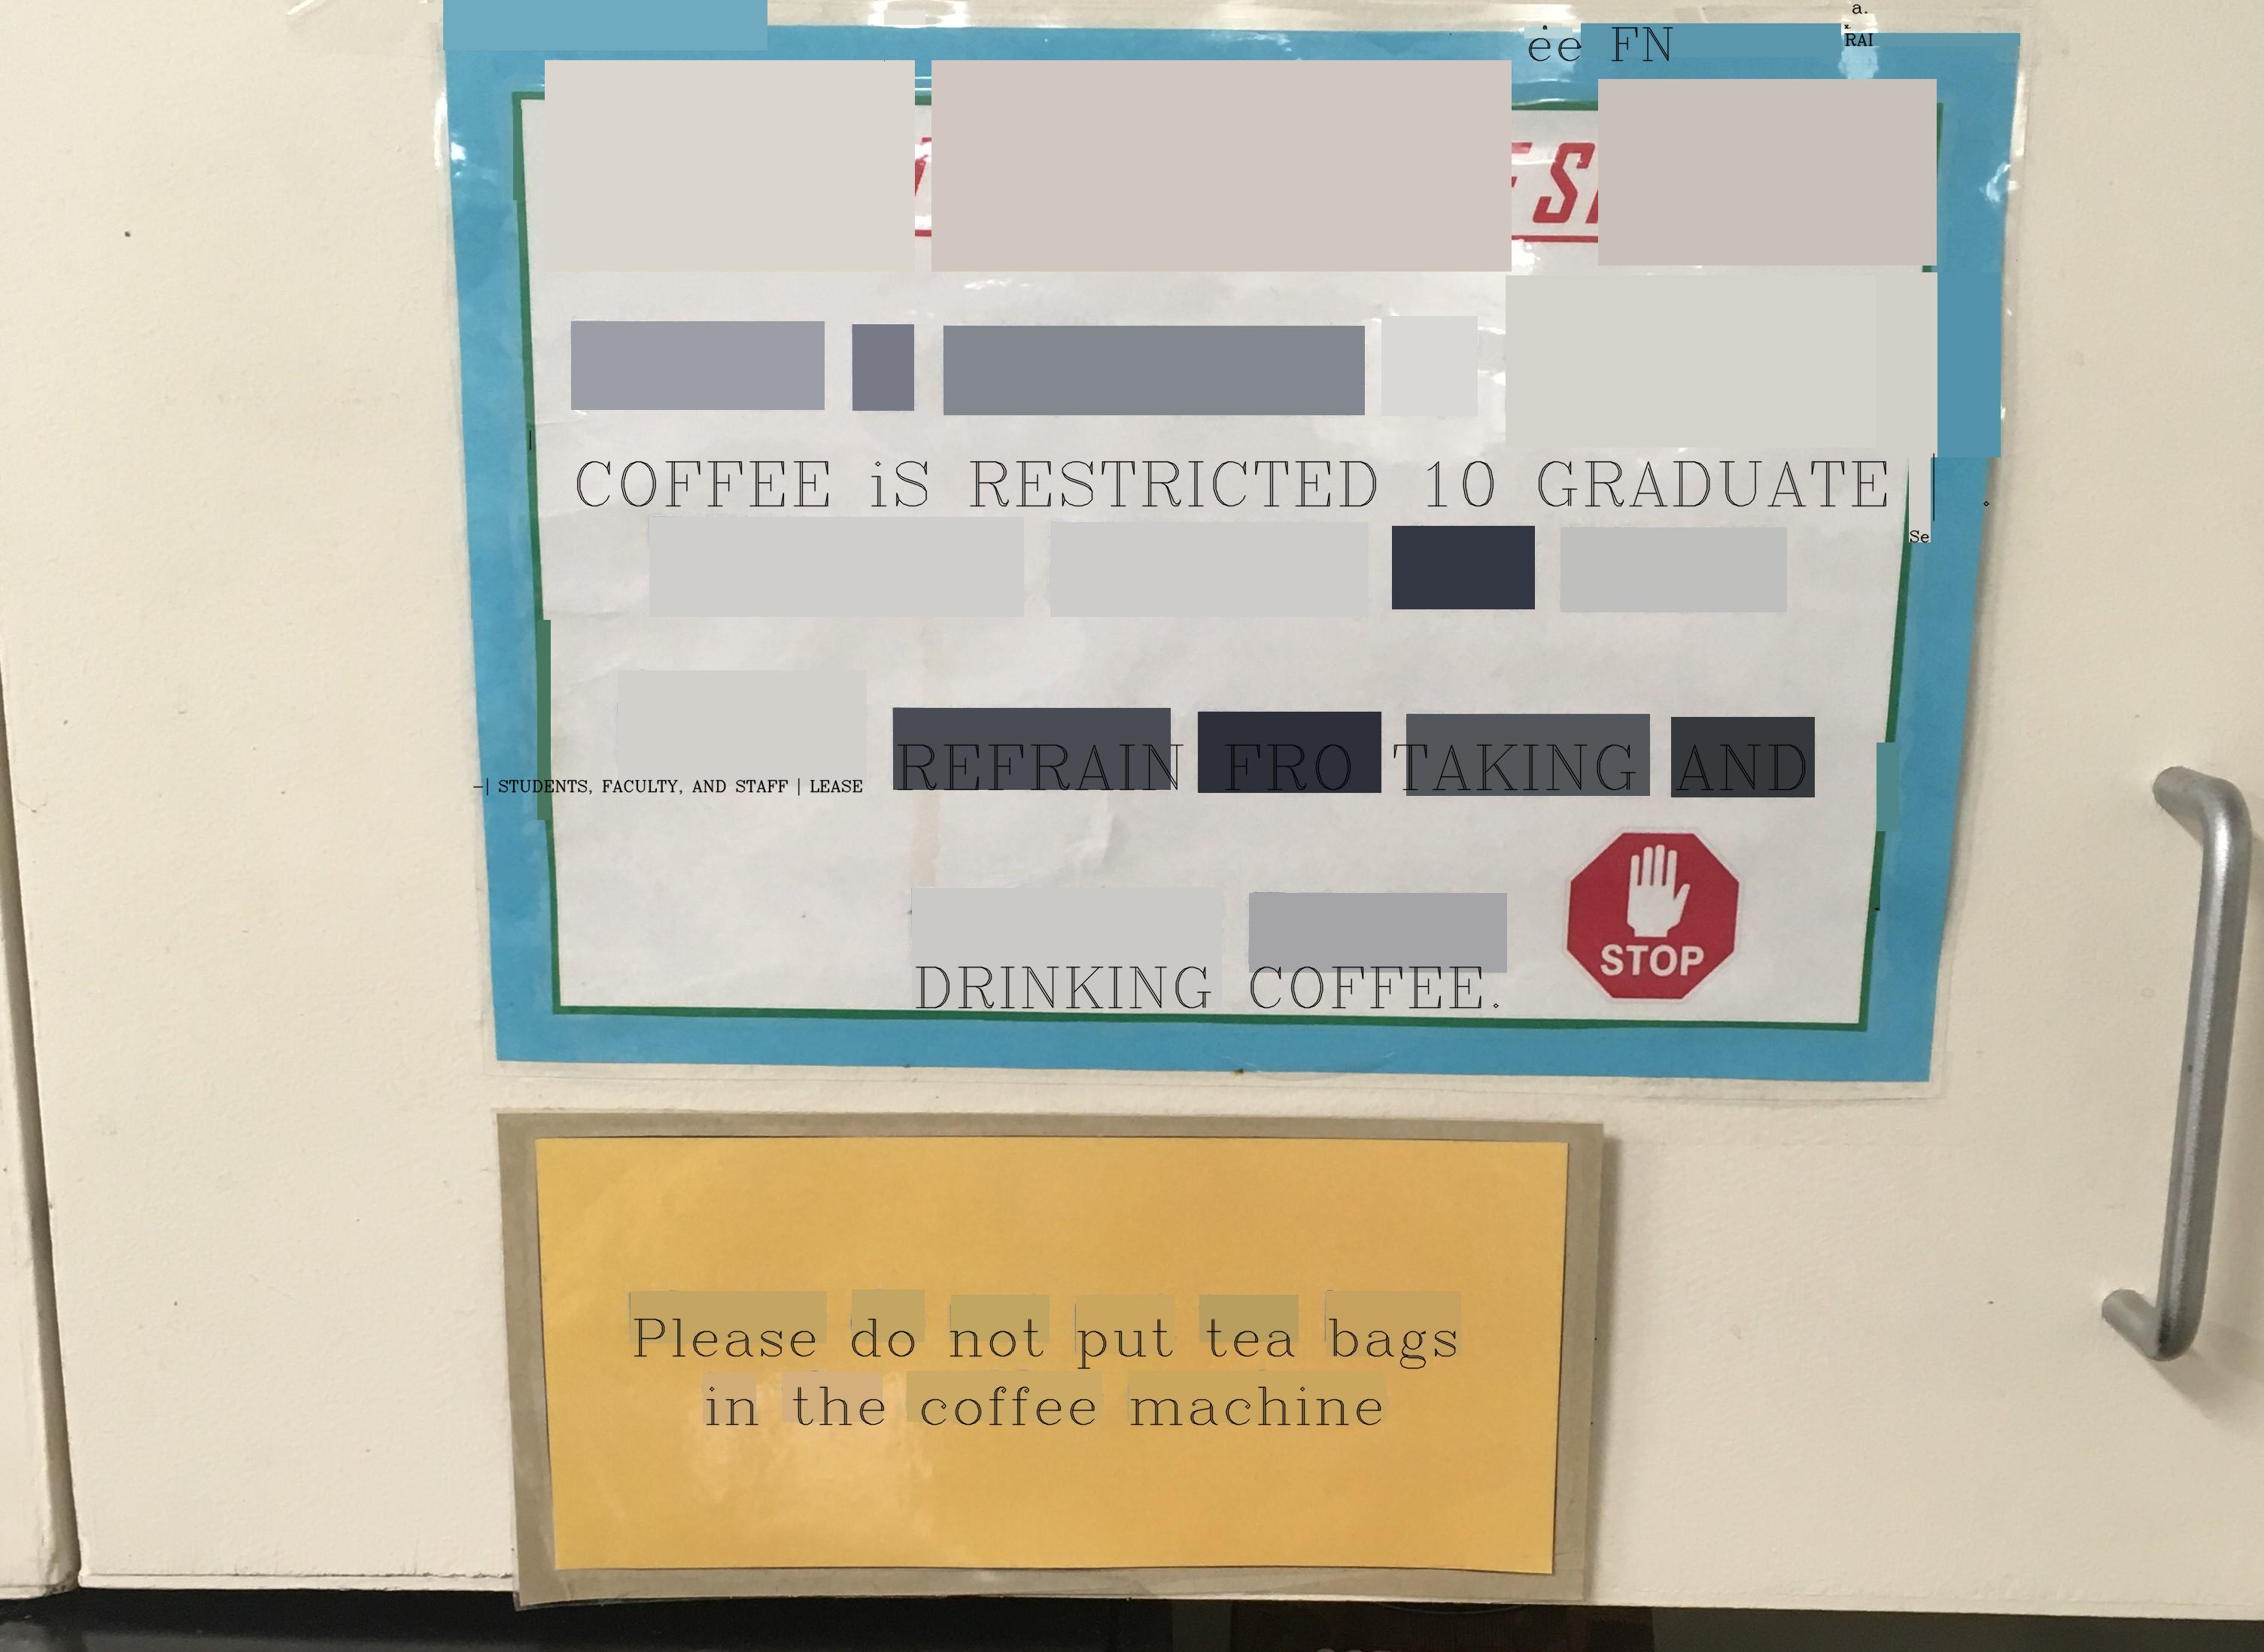 ee FN
a.
RAI
COFFEE iS RESTRICTED 10 GRADUATE | .
Se
-| STUDENTS, FACULTY, AND STAFF | LEASE
REFRAIN FRO TAKING AND
STOP
DRINKING COFFEE.
Please do not put tea bags
in the coffee machine